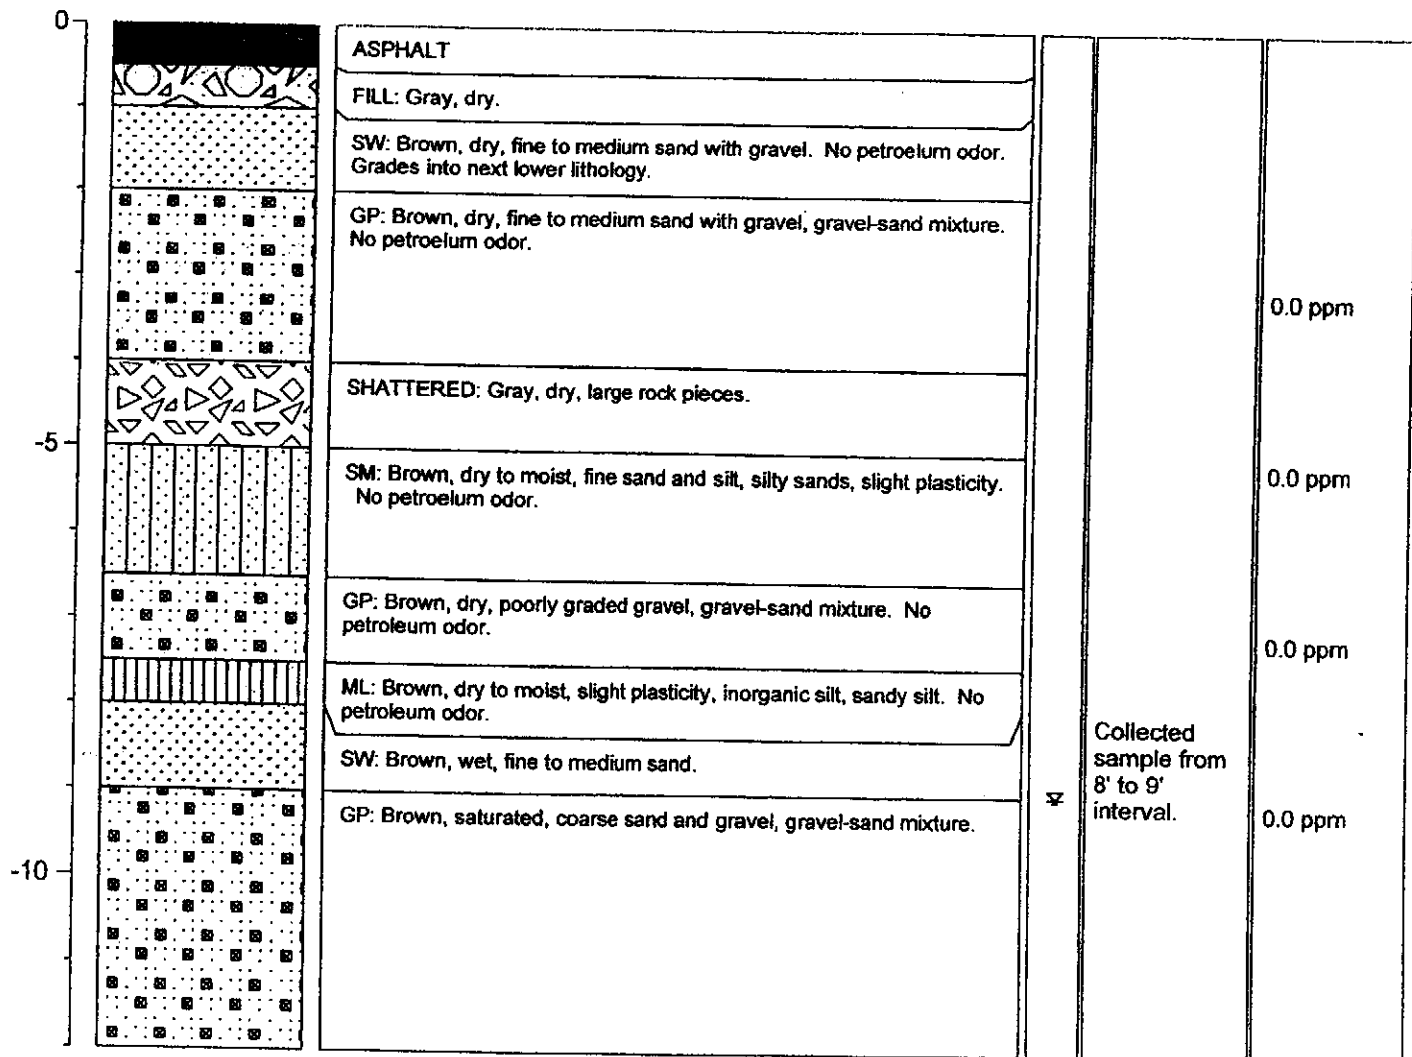 0
ASPHALT
FILL: Gray, dry.
SW: Brown, dry, fine to medium sand with gravel. No petroelum odor.
Grades into next lower lithology.
GP: Brown, dry, fine to medium sand with gravel, gravel-sand mixture.
No petroelum odor.
0.0 ppm
SHATTERED: Gray, dry, large rock pieces.
-5
SM: Brown, dry to moist, fine sand and silt, silty sands, slight plasticity.
No petroelum odor.
0.0 ppm
GP: Brown, dry, poorly graded gravel, gravel-sand mixture. No
petroleum odor.
0.0 ppm
ML: Brown, dry to moist, slight plasticity, inorganic silt, sandy silt. No
petroleum odor.
SW: Brown, wet, fine to medium sand.
Collected
sample from
8' to 9'
interval.
GP: Brown, saturated, coarse sand and gravel, gravel-sand mixture.
0.0 ppm
-10